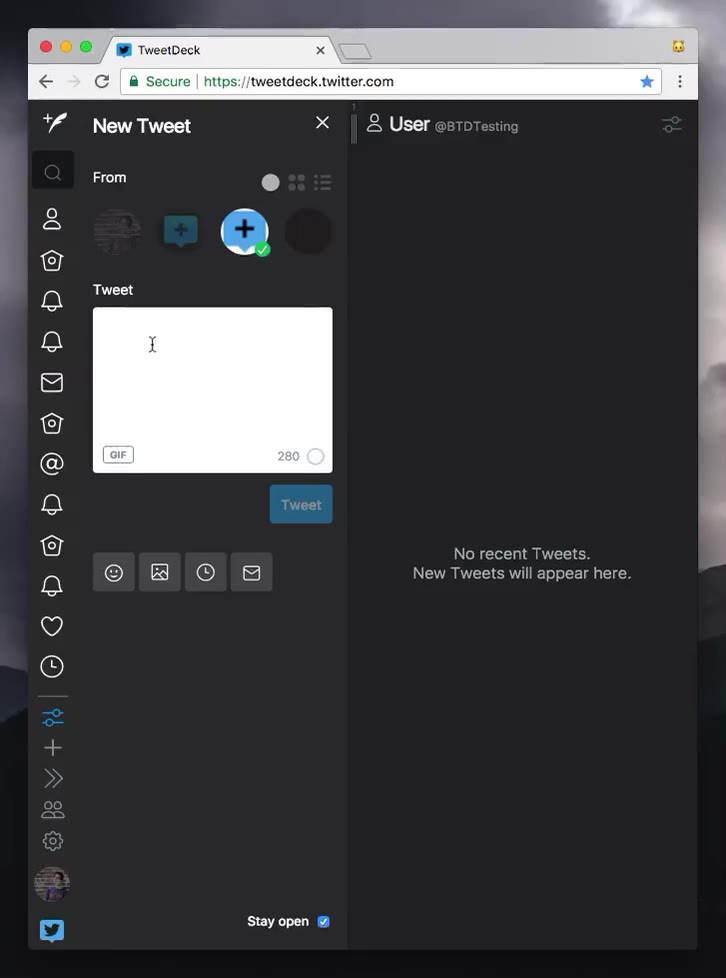 TweetDeck
Secure
https://tweetdeck.twitter.com
New Tweet
1
User @BTDTesting
From
Tweet
GIF
280
Tweet
No recent Tweets.
New Tweets will appear here.
Stay open